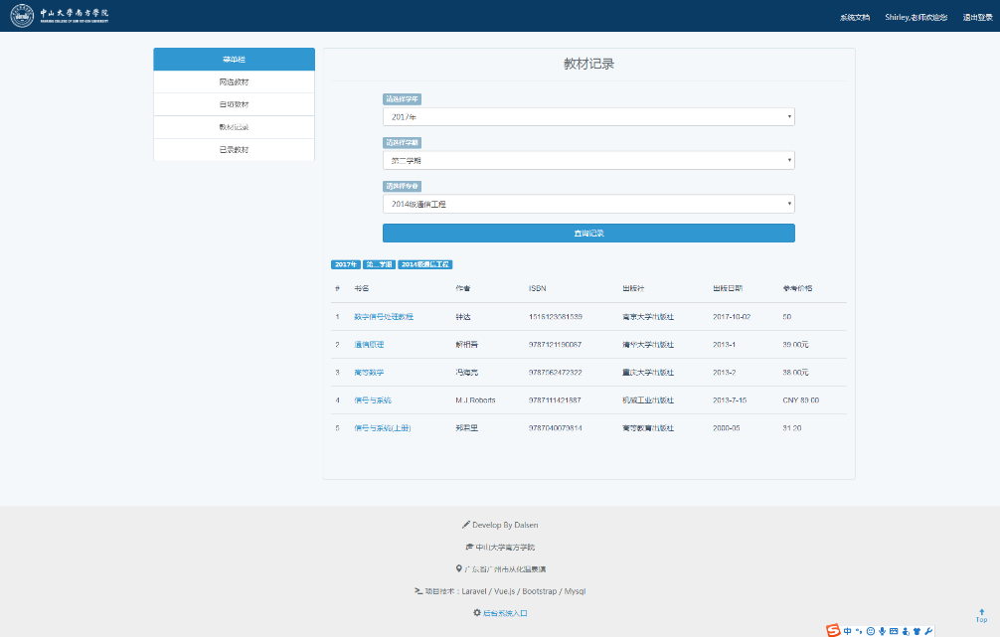 中山大学南方学院
NANFANG COLLEGE OF SUN YAT-SEN UNIVERSITY
系统文档 Shirley,老师欢迎您 退出登录
菜单栏
网选教材
自填教材
教材记录
已录教材
教材记录
请选择学年
2017年
请选择学期
第二学期
请选择专业
2014级通信工程
查询记录
2017年 第二学期 2014级通信工程
# 书名 作者 ISBN 出版社 出版日期 参考价格
1 数字信号处理教程 钟达 1516123581539 南京大学出版社 2017-10-02 50
2 通信原理 解相吾 9787121190087 清华大学出版社 2013-1 39.00元
3 高等数学 冯海亮 9787562472322 重庆大学出版社 2013-2 38.00元
4 信号与系统 M.J.Roberts 9787111421887 机械工业出版社 2013-7-15 CNY 89.00
5 信号与系统(上册) 郑君里 9787040079814 高等教育出版社 2000-05 31.20
Develop By Dalsen
中山大学南方学院
广东省广州市从化温泉镇
项目技术：Laravel / Vue.js / Bootstrap / Mysql
后台系统入口
Top
中